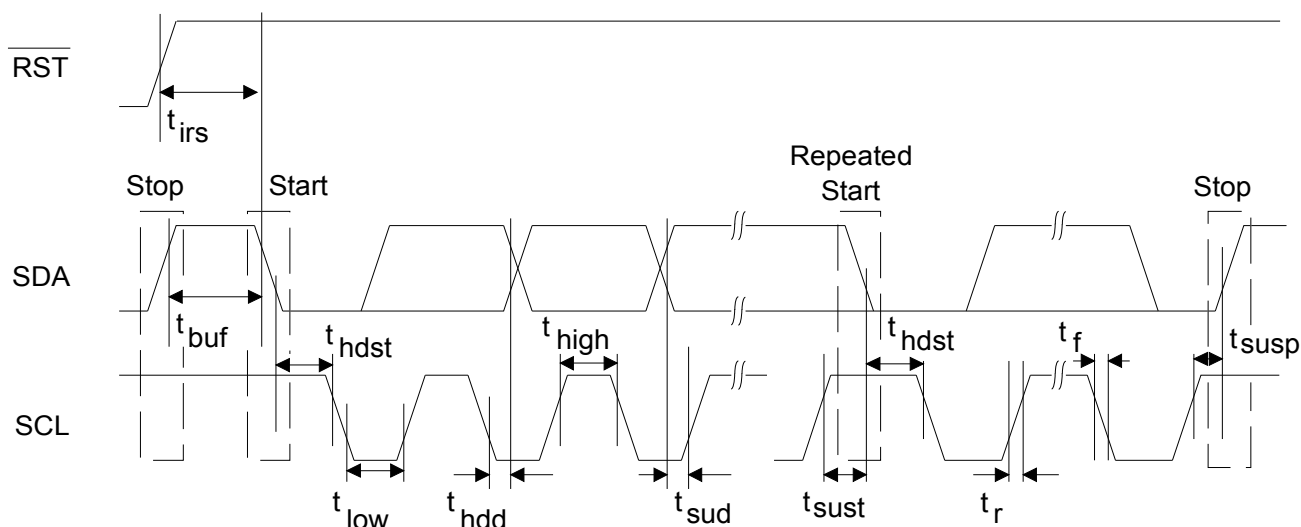 RST
t irs
Repeated
Start
Stop
Start
Stop
SDA
t buf
t hdst
t high
t hdst
t f
t susp
SCL
t low
t hdd
t sud
t sust
t r